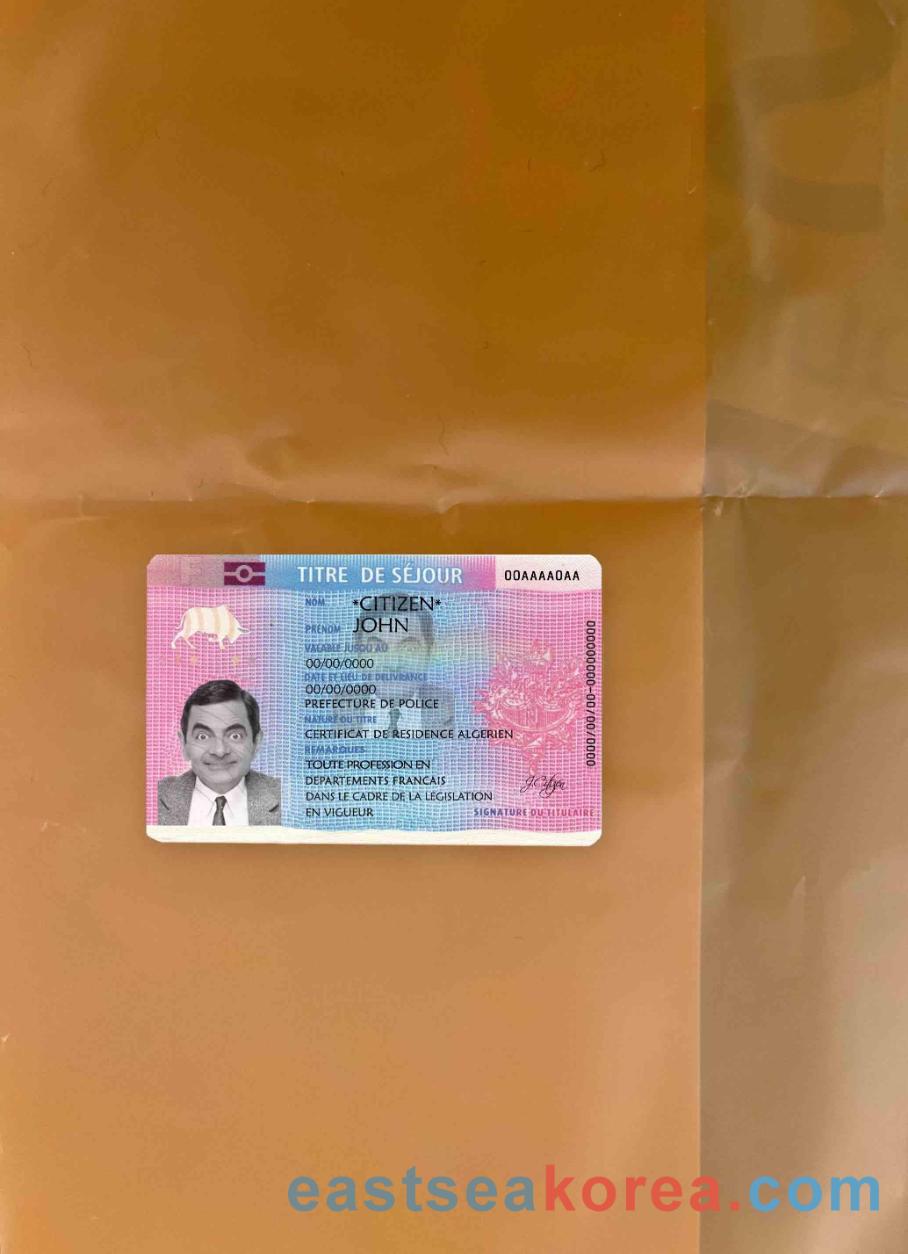 TITRE DE SÉJOUR
00AAAA0AA
NOM
*CITIZEN*
PRENOM
JOHN
VALABLE JUSQU'AU
00/00/0000
DATE ET LIEU DE DELIVRANCE
00/00/0000
PREFECTURE DE POLICE
NATURE DU TITRE
CERTIFICAT DE RESIDENCE ALGERIEN
REMARQUES
TOUTE PROFESSION EN
DEPARTEMENTS FRANCAIS
DANS LE CADRE DE LA LEGISLATION
EN VIGUEUR
J.Citizen
SIGNATURE DU TITULAIRE
0000/00/00-0000000000
eastseakorea.com